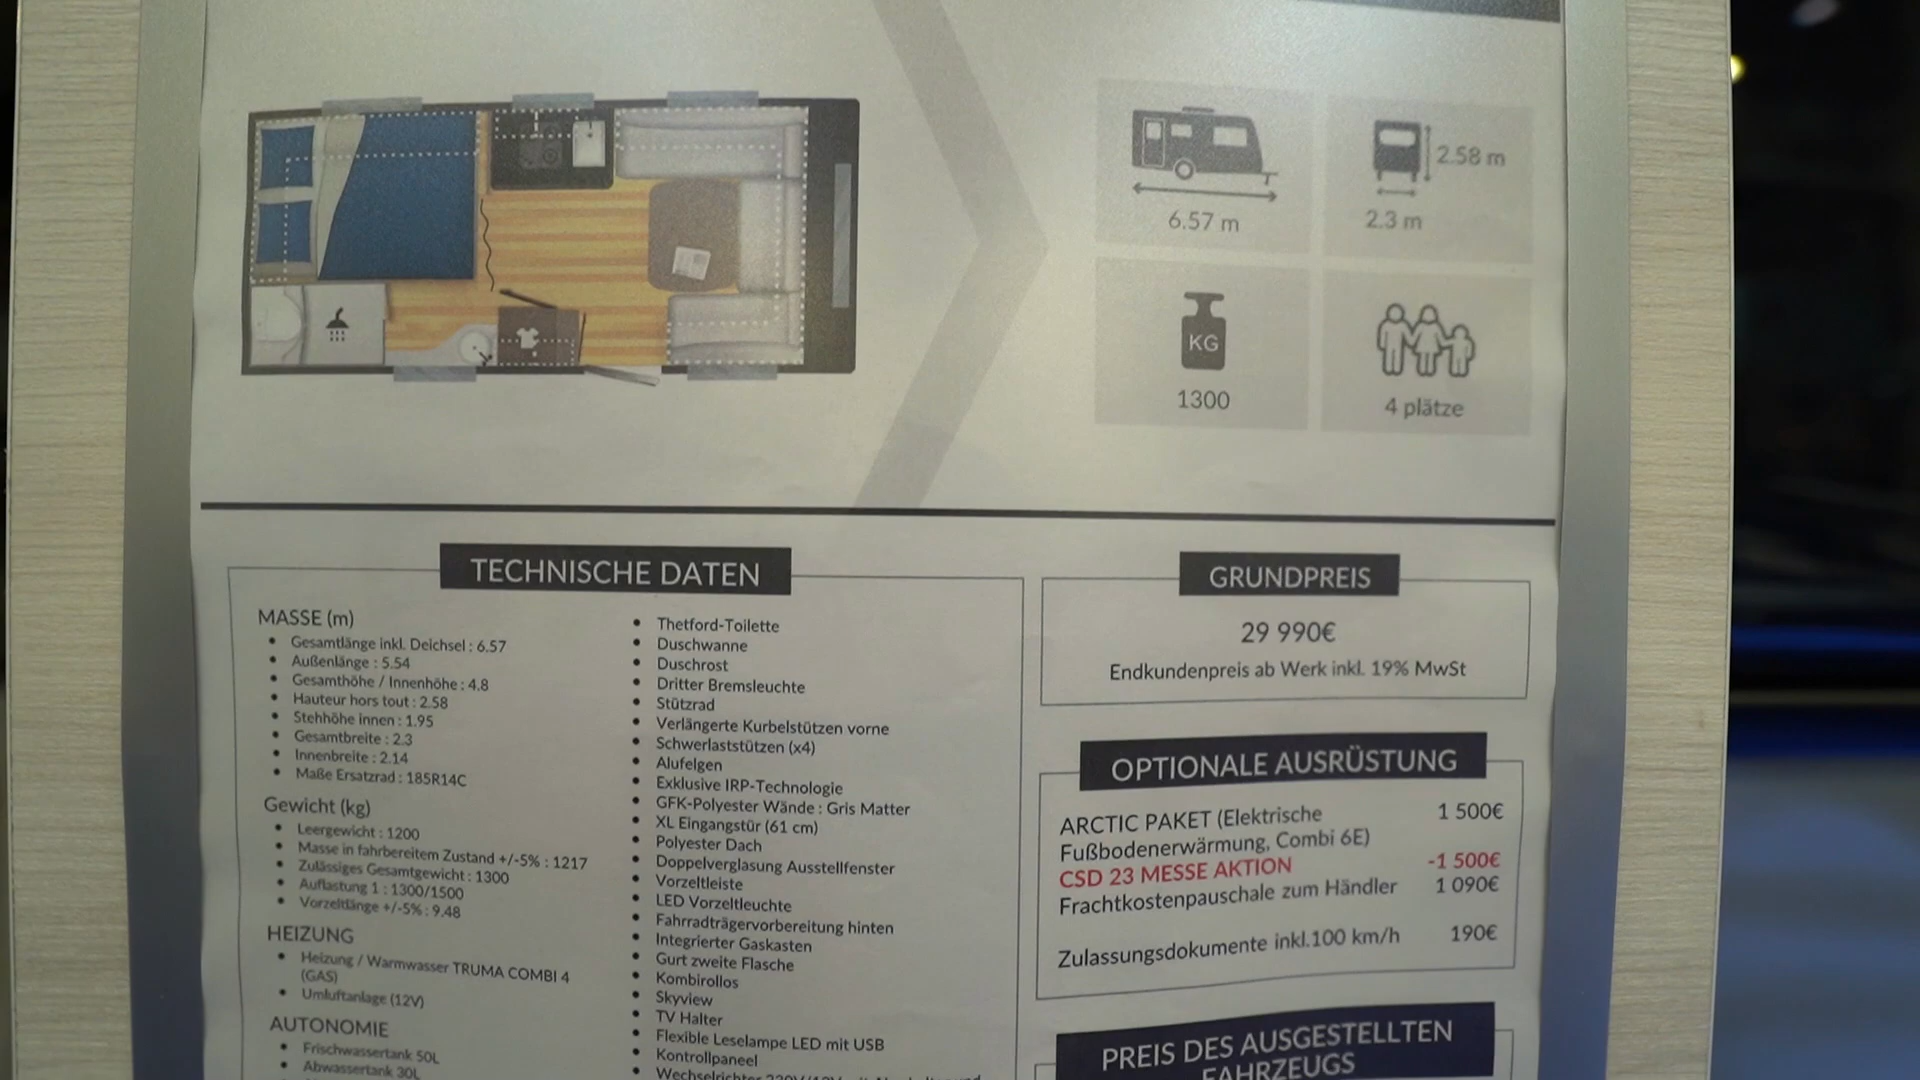 6.57 m
2.58 m
2.3 m
KG
1300
4 plätze
TECHNISCHE DATEN
MASSE (m)
Gesamtlänge inkl. Deichsel : 6.57
Außenlänge : 5.54
Gesamthöhe / Innenhöhe : 4.8
Hauteur hors tout : 2.58
Stehhöhe innen : 1.95
Gesamtbreite : 2.3
Innenbreite : 2.14
Maße Ersatzrad : 185R14C
Gewicht (kg)
Leergewicht : 1200
Masse in fahrbereitem Zustand +/-5% : 1217
Zulässiges Gesamtgewicht : 1300
Auflastung 1 : 1300/1500
Vorzeltlänge +/-5% : 9.48
HEIZUNG
Heizung / Warmwasser TRUMA COMBI 4
(GAS)
Umluftanlage (12V)
AUTONOMIE
Frischwassertank 50L
Abwassertank 30L
Thetford-Toilette
Duschwanne
Duschrost
Dritter Bremsleuchte
Stützrad
Verlängerte Kurbelstützen vorne
Schwerlaststützen (x4)
Alufelgen
Exklusive IRP-Technologie
GFK-Polyester Wände : Gris Matter
XL Eingangstür (61 cm)
Polyester Dach
Doppelverglasung Ausstellfenster
Vorzeltleiste
LED Vorzeltleuchte
Fahrradträgervorbereitung hinten
Integrierter Gaskasten
Gurt zweite Flasche
Kombirollos
Skyview
TV Halter
Flexible Leselampe LED mit USB
Kontrollpaneel
Wechselrichter
GRUNDPREIS
29 990€
Endkundenpreis ab Werk inkl. 19% MwSt
OPTIONALE AUSRÜSTUNG
ARCTIC PAKET (Elektrische 1 500€
Fußbodenerwärmung, Combi 6E)
CSD 23 MESSE AKTION -1 500€
Frachtkostenpauschale zum Händler 1 090€
Zulassungsdokumente inkl.100 km/h 190€
PREIS DES AUSGESTELLTEN
FAHRZEUGS